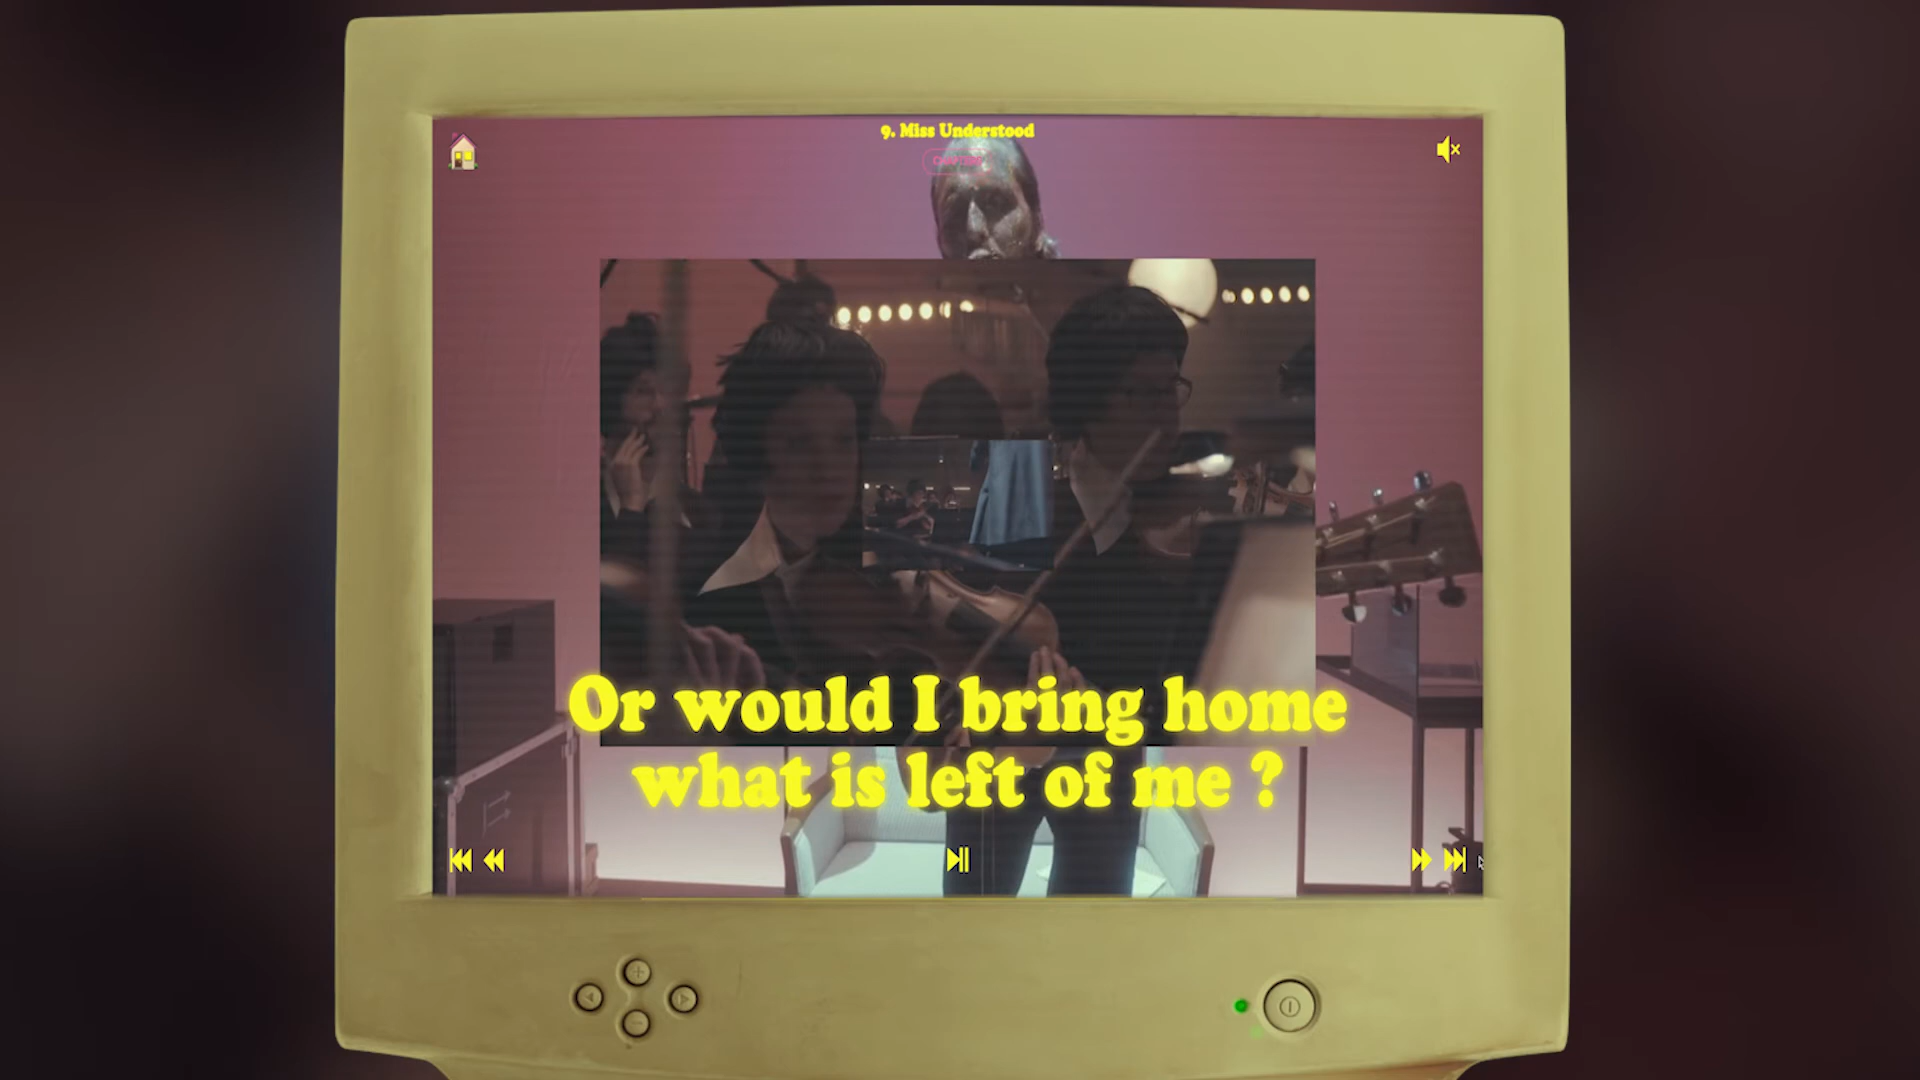 9. Miss Understood
Or would I bring home
what is left of me ?